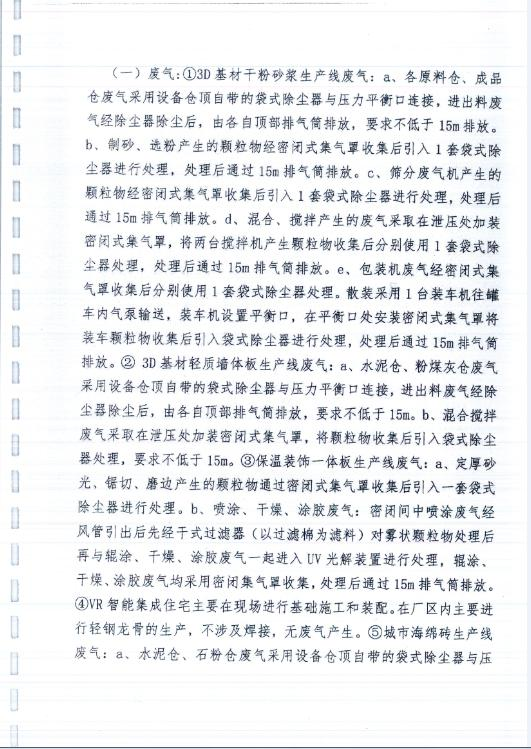 （一）废气:①3D基材干粉砂浆生产线废气：a、各原料仓、成品
仓废气采用设备仓顶自带的袋式除尘器与压力平衡口连接，进出料废
气经除尘器除尘后，由各自顶部排气筒排放，要求不低于15m排放。
b、制砂、选粉产生的颗粒物经密闭式集气罩收集后引入1套袋式除
尘器进行处理，处理后通过15m排气筒排放。c、筛分废气机产生的
颗粒物经密闭式集气罩收集后引入1套袋式除尘器进行处理，处理后
通过15m排气筒排放。d、混合、搅拌产生的废气采取在泄压处加装
密闭式集气罩，将两台搅拌机产生颗粒物收集后分别使用1套袋式除
尘器处理，处理后通过15m排气筒排放。e、包装机废气经密闭式集
气罩收集后分别使用1套袋式除尘器处理。散装采用1台装车机往罐
车内气泵输送，装车机设置平衡口，在平衡口处安装密闭式集气罩将
装车颗粒物收集后引入袋式除尘器进行处理，处理后通过15m排气筒
排放。② 3D基材轻质墙体板生产线废气：a、水泥仓、粉煤灰仓废气
采用设备仓顶自带的袋式除尘器与压力平衡口连接，进出料废气经除
尘器除尘后，由各自顶部排气筒排放，要求不低于15m。b、混合搅拌
废气采取在泄压处加装密闭式集气罩，将颗粒物收集后引入袋式除尘
器处理，要求不低于15m。③保温装饰一体板生产线废气：a、定厚砂
光、锯切、磨边产生的颗粒物通过密闭式集气罩收集后引入一套袋式
除尘器进行处理。b、喷涂、干燥、涂胶废气：密闭间中喷涂废气经
风管引出后先经干式过滤器（以过滤棉为滤料）对雾状颗粒物处理后
再与辊涂、干燥、涂胶废气一起进入UV光解装置进行处理，辊涂、
干燥、涂胶废气均采用密闭集气罩收集，处理后通过15m排气筒排放。
④VR智能集成住宅主要在现场进行基础施工和装配。在厂区内主要进
行轻钢龙骨的生产，不涉及焊接，无废气产生。⑤城市海绵砖生产线
废气：a、水泥仓、石粉仓废气采用设备仓顶自带的袋式除尘器与压